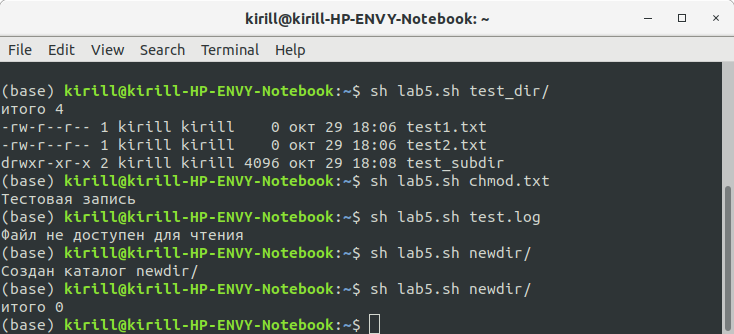 kirill@kirill-HP-ENVY-Notebook: ~
File Edit View Search Terminal Help
(base) kirill@kirill-HP-ENVY-Notebook:~$ sh lab5.sh test_dir/
итого 4
-rw-r--r-- 1 kirill kirill    0 окт 29 18:06 test1.txt
-rw-r--r-- 1 kirill kirill    0 окт 29 18:06 test2.txt
drwxr-xr-x 2 kirill kirill 4096 окт 29 18:08 test_subdir
(base) kirill@kirill-HP-ENVY-Notebook:~$ sh lab5.sh chmod.txt
Тестовая запись
(base) kirill@kirill-HP-ENVY-Notebook:~$ sh lab5.sh test.log
Файл не доступен для чтения
(base) kirill@kirill-HP-ENVY-Notebook:~$ sh lab5.sh newdir/
Создан каталог newdir/
(base) kirill@kirill-HP-ENVY-Notebook:~$ sh lab5.sh newdir/
итого 0
(base) kirill@kirill-HP-ENVY-Notebook:~$